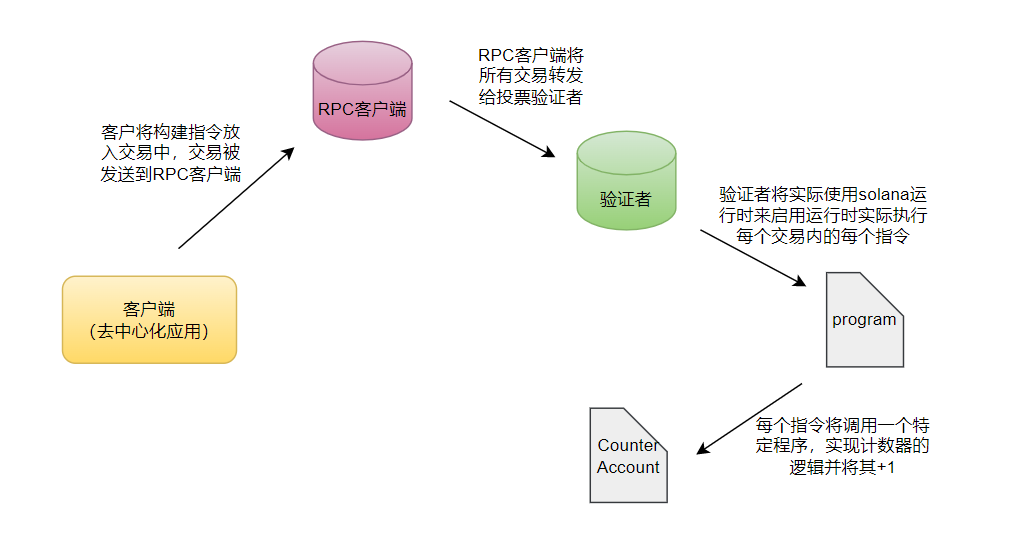 RPC客户端将
所有交易转发
给投票验证者
RPC客户端
客户将构建指令放
入交易中，交易被
发送到RPC客户端
验证者
验证者将实际使用solana运
行时来启用运行时实际执行
每个交易内的每个指令
客户端
（去中心化应用）
program
每个指令将调用一个特
定程序，实现计数器的
逻辑并将其+1
Counter
Account